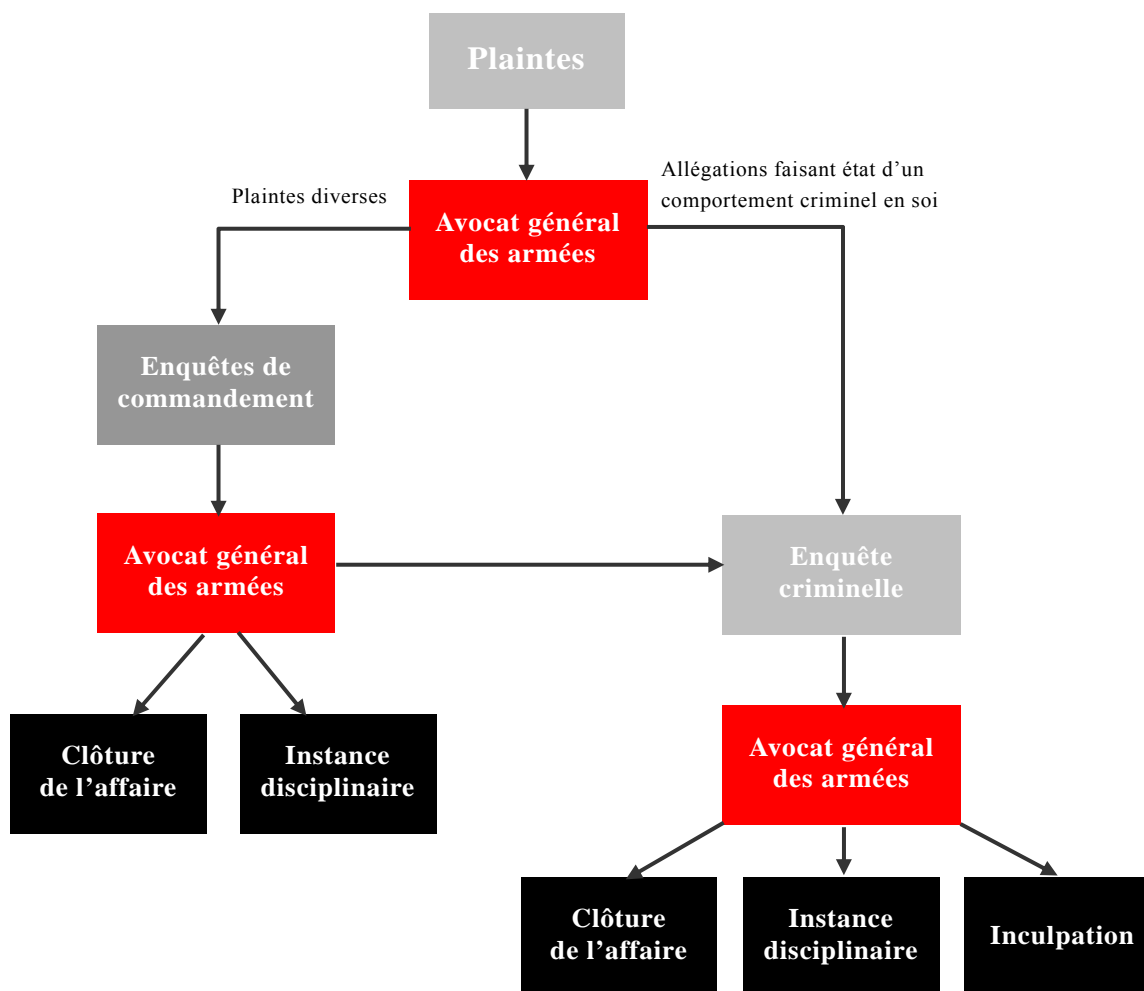 Plaintes
Allégations faisant état d’un
comportement criminel en soi
Plaintes diverses
Avocat général
des armées
Enquêtes de
commandement
Avocat général
des armées
Enquête
criminelle
Clôture
de l’affaire
Instance
disciplinaire
Avocat général
des armées
Clôture
de l’affaire
Instance
disciplinaire
Inculpation